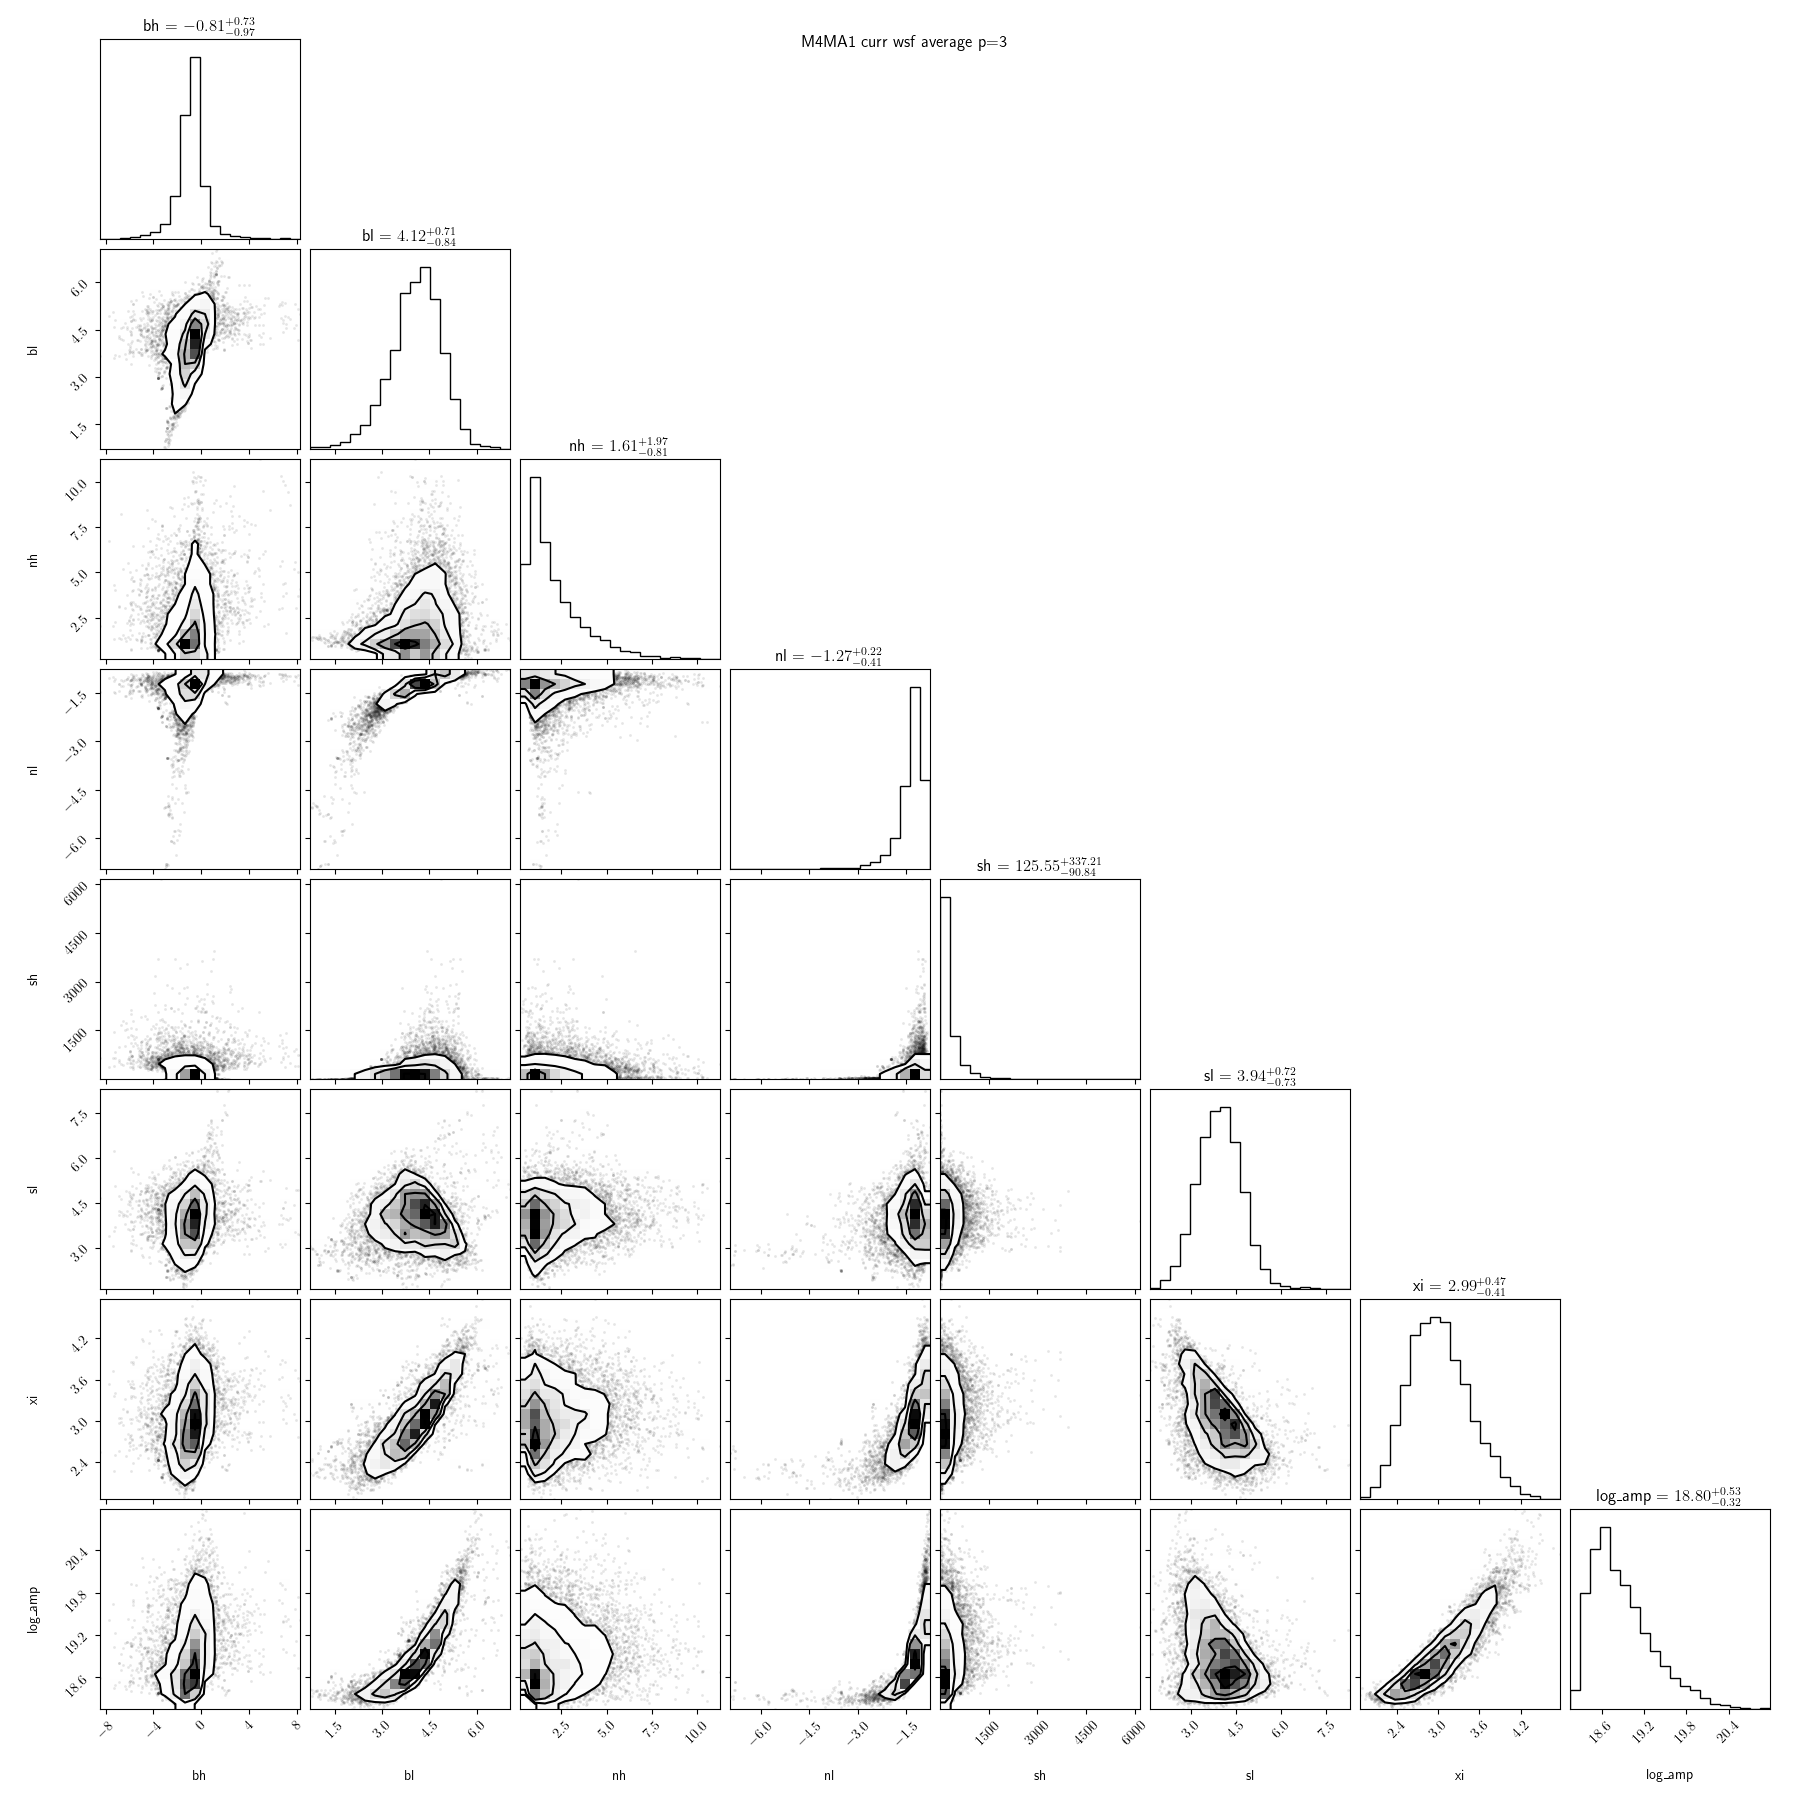 M4MA1 curr wsf average p=3
bh = −0.81 +0.73 −0.97
bl = 4.12 +0.71 −0.84
nh = 1.61 +1.97 −0.81
nl = −1.27 +0.22 −0.41
sh = 125.55 +337.21 −90.84
sl = 3.94 +0.72 −0.73
xi = 2.99 +0.47 −0.41
log_amp = 18.80 +0.53 −0.32
bl
6.0
4.5
3.0
1.5
nh
10.0
7.5
5.0
2.5
nl
−1.5
−3.0
−4.5
−6.0
sh
6000
4500
3000
1500
sl
7.5
6.0
4.5
3.0
xi
4.2
3.6
3.0
2.4
log_amp
20.4
19.8
19.2
18.6
−8 −4 0 4 8
1.5 3.0 4.5 6.0
2.5 5.0 7.5 10.0
−6.0 −4.5 −3.0 −1.5
1500 3000 4500 6000
3.0 4.5 6.0 7.5
2.4 3.0 3.6 4.2
18.6 19.2 19.8 20.4
bh bl nh nl sh sl xi log_amp